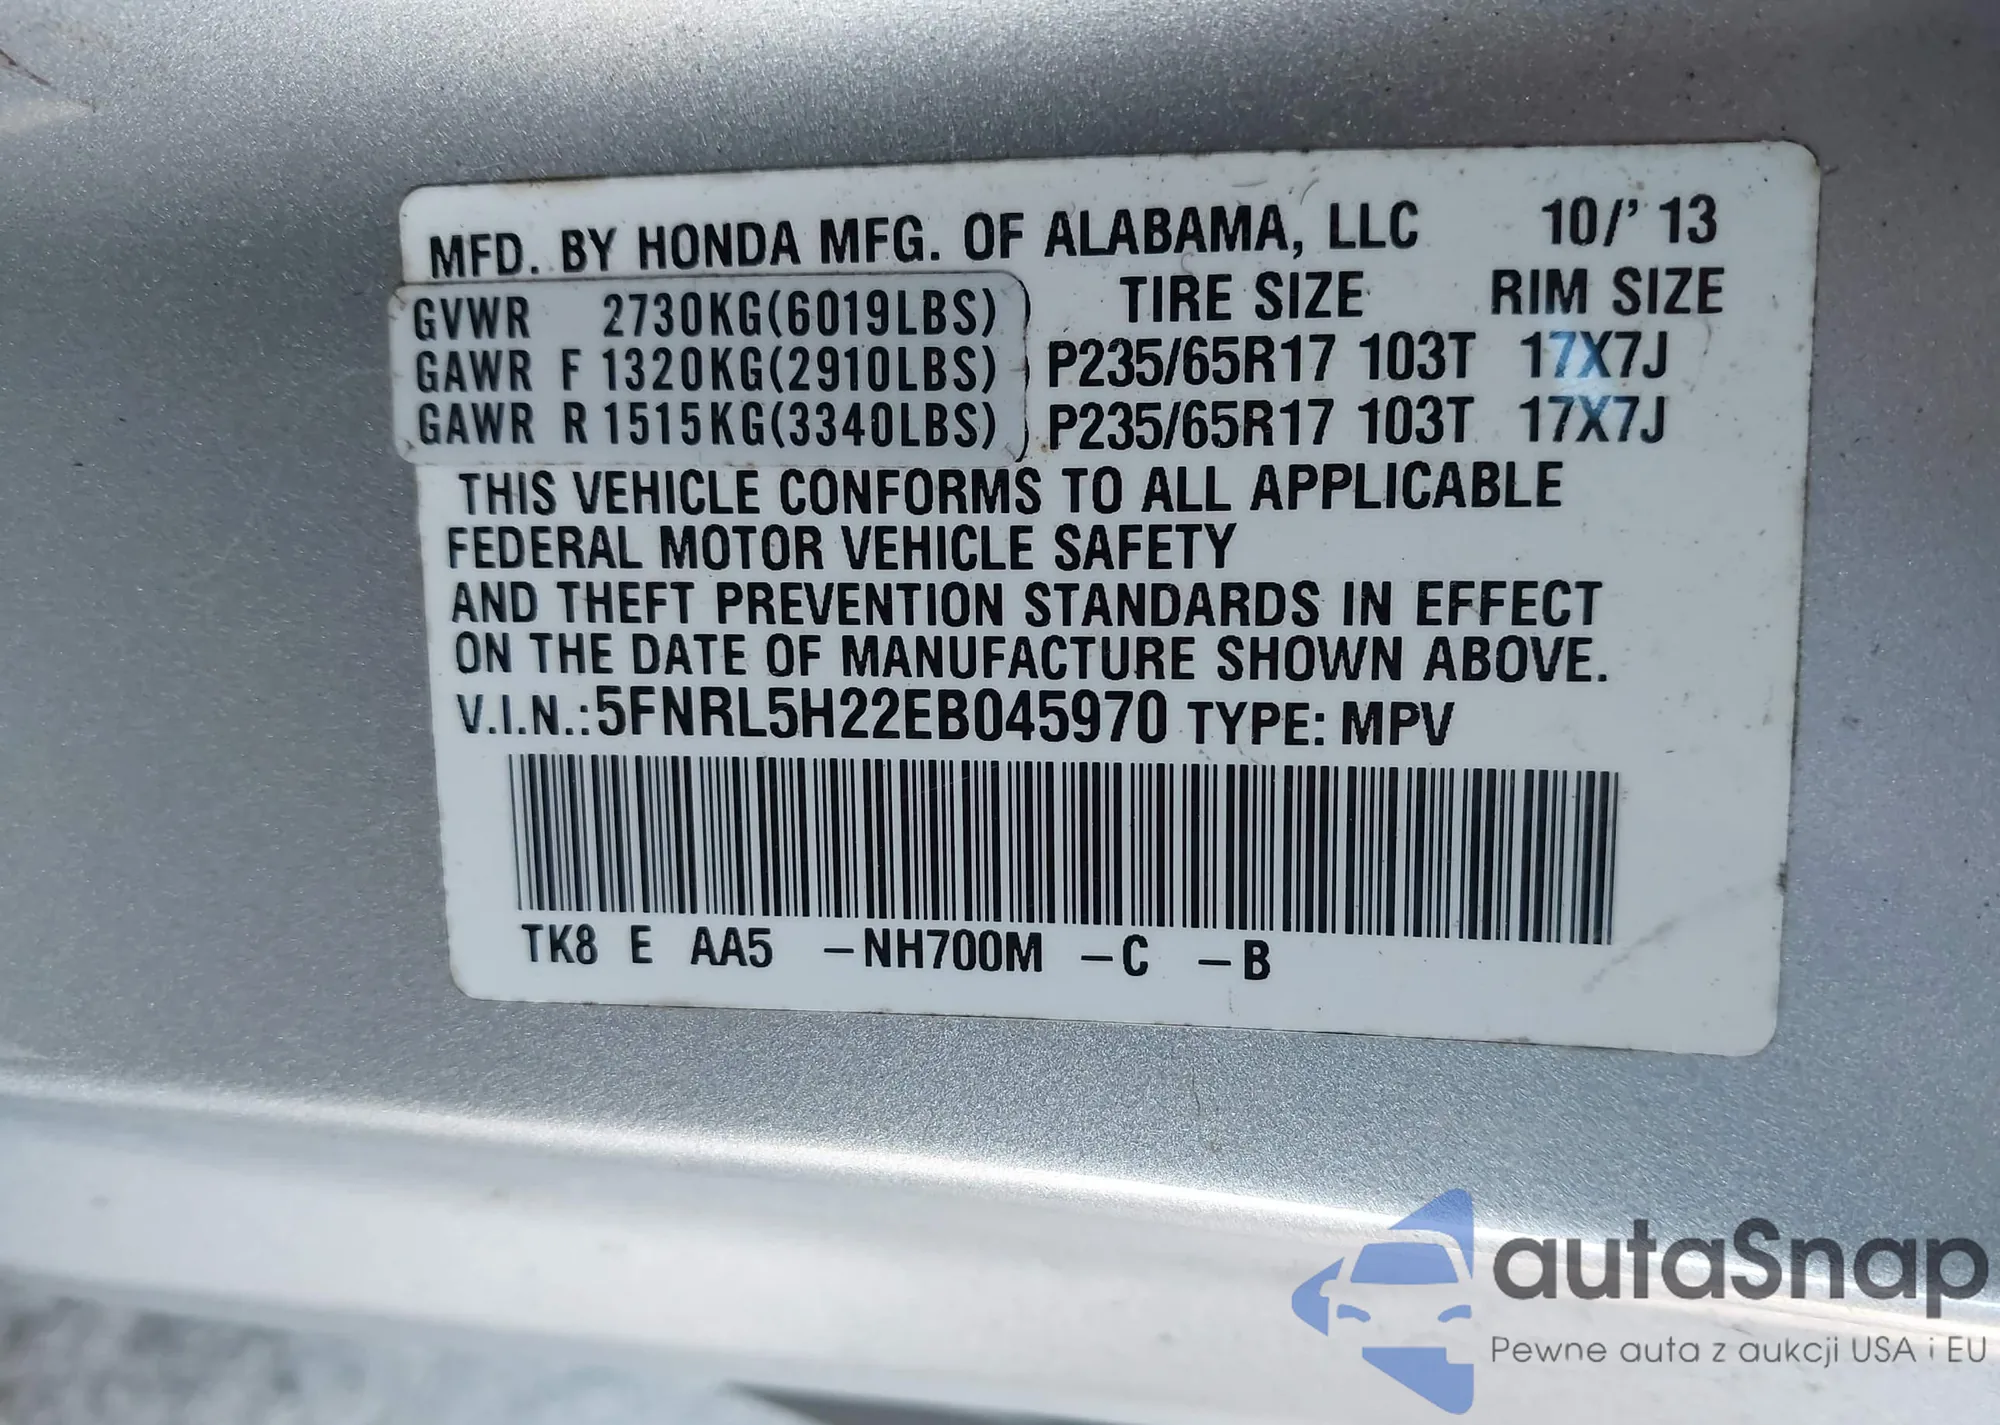 MFD. BY HONDA MFG. OF ALABAMA, LLC 10/' 13
TIRE SIZE RIM SIZE
GVWR 2730KG(6019LBS)
GAWR F 1320KG(2910LBS) P235/65R17 103T 17X7J
GAWR R 1515KG(3340LBS) P235/65R17 103T 17X7J
THIS VEHICLE CONFORMS TO ALL APPLICABLE
FEDERAL MOTOR VEHICLE SAFETY
AND THEFT PREVENTION STANDARDS IN EFFECT
ON THE DATE OF MANUFACTURE SHOWN ABOVE.
V.I.N.:5FNRL5H22EB045970 TYPE: MPV
TK8 E AA5 -NH700M -C -B
autaSnap
Pewne auta z aukcji USA i EU